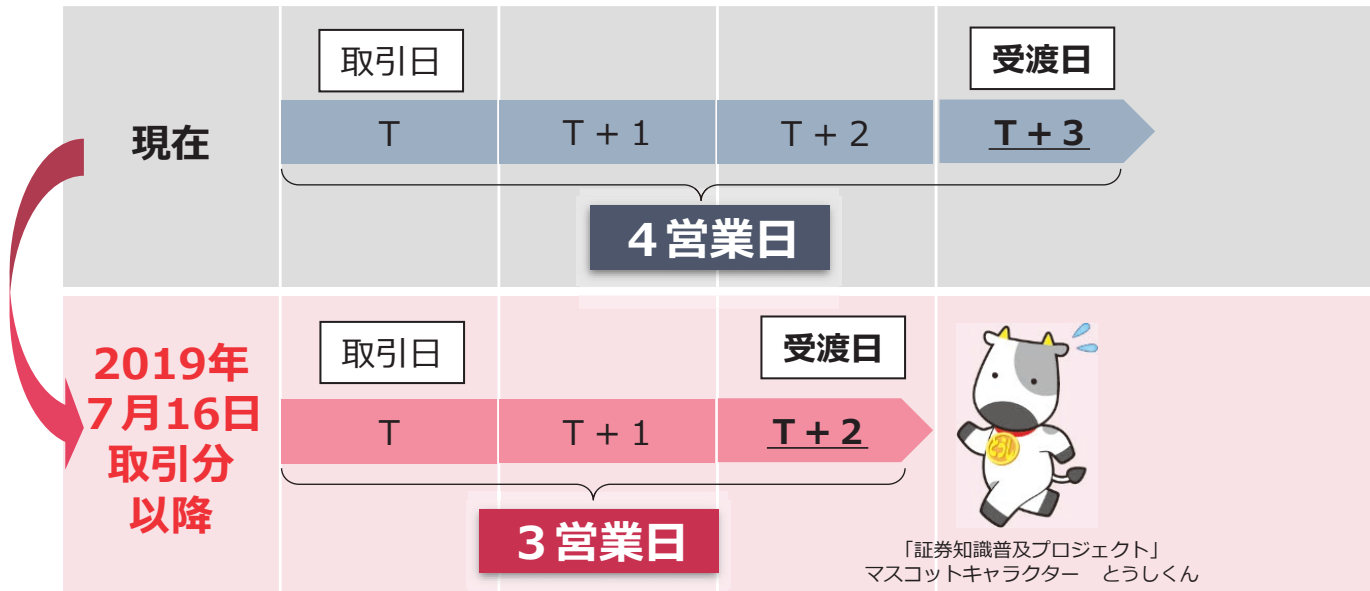 取引日
受渡日
現在
T
T + 1
T + 2
T + 3
４営業日
2019年
７月16日
取引分
以降
取引日
受渡日
T
T + 1
T + 2
３営業日
「証券知識普及プロジェクト」
マスコットキャラクター　とうしくん